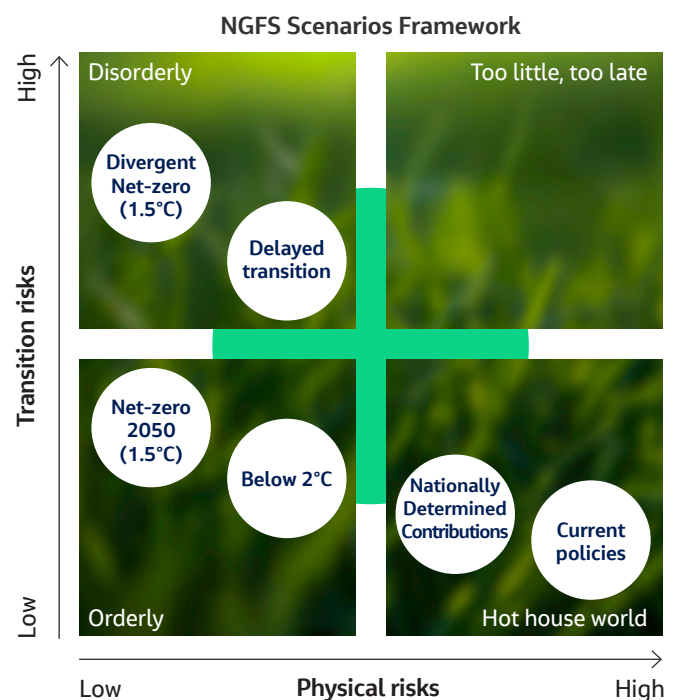 NGFS Scenarios Framework
High
Disorderly
Too little, too late
Divergent
Net-zero
(1.5°C)
Delayed
transition
Transition risks
Net-zero
2050
(1.5°C)
Below 2°C
Nationally
Determined
Contributions
Current
policies
Low
Orderly
Hot house world
Low
Physical risks
High